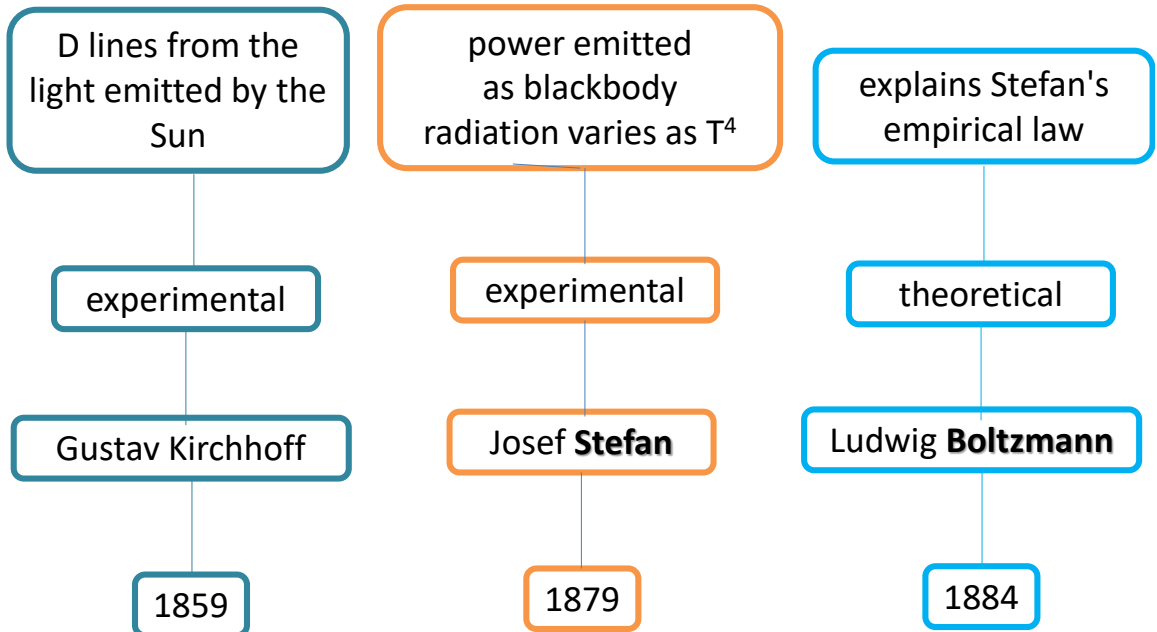 D lines from the
light emitted by the
Sun
experimental
Gustav Kirchhoff
1859
power emitted
as blackbody
radiation varies as T⁴
experimental
Josef Stefan
1879
explains Stefan's
empirical law
theoretical
Ludwig Boltzmann
1884